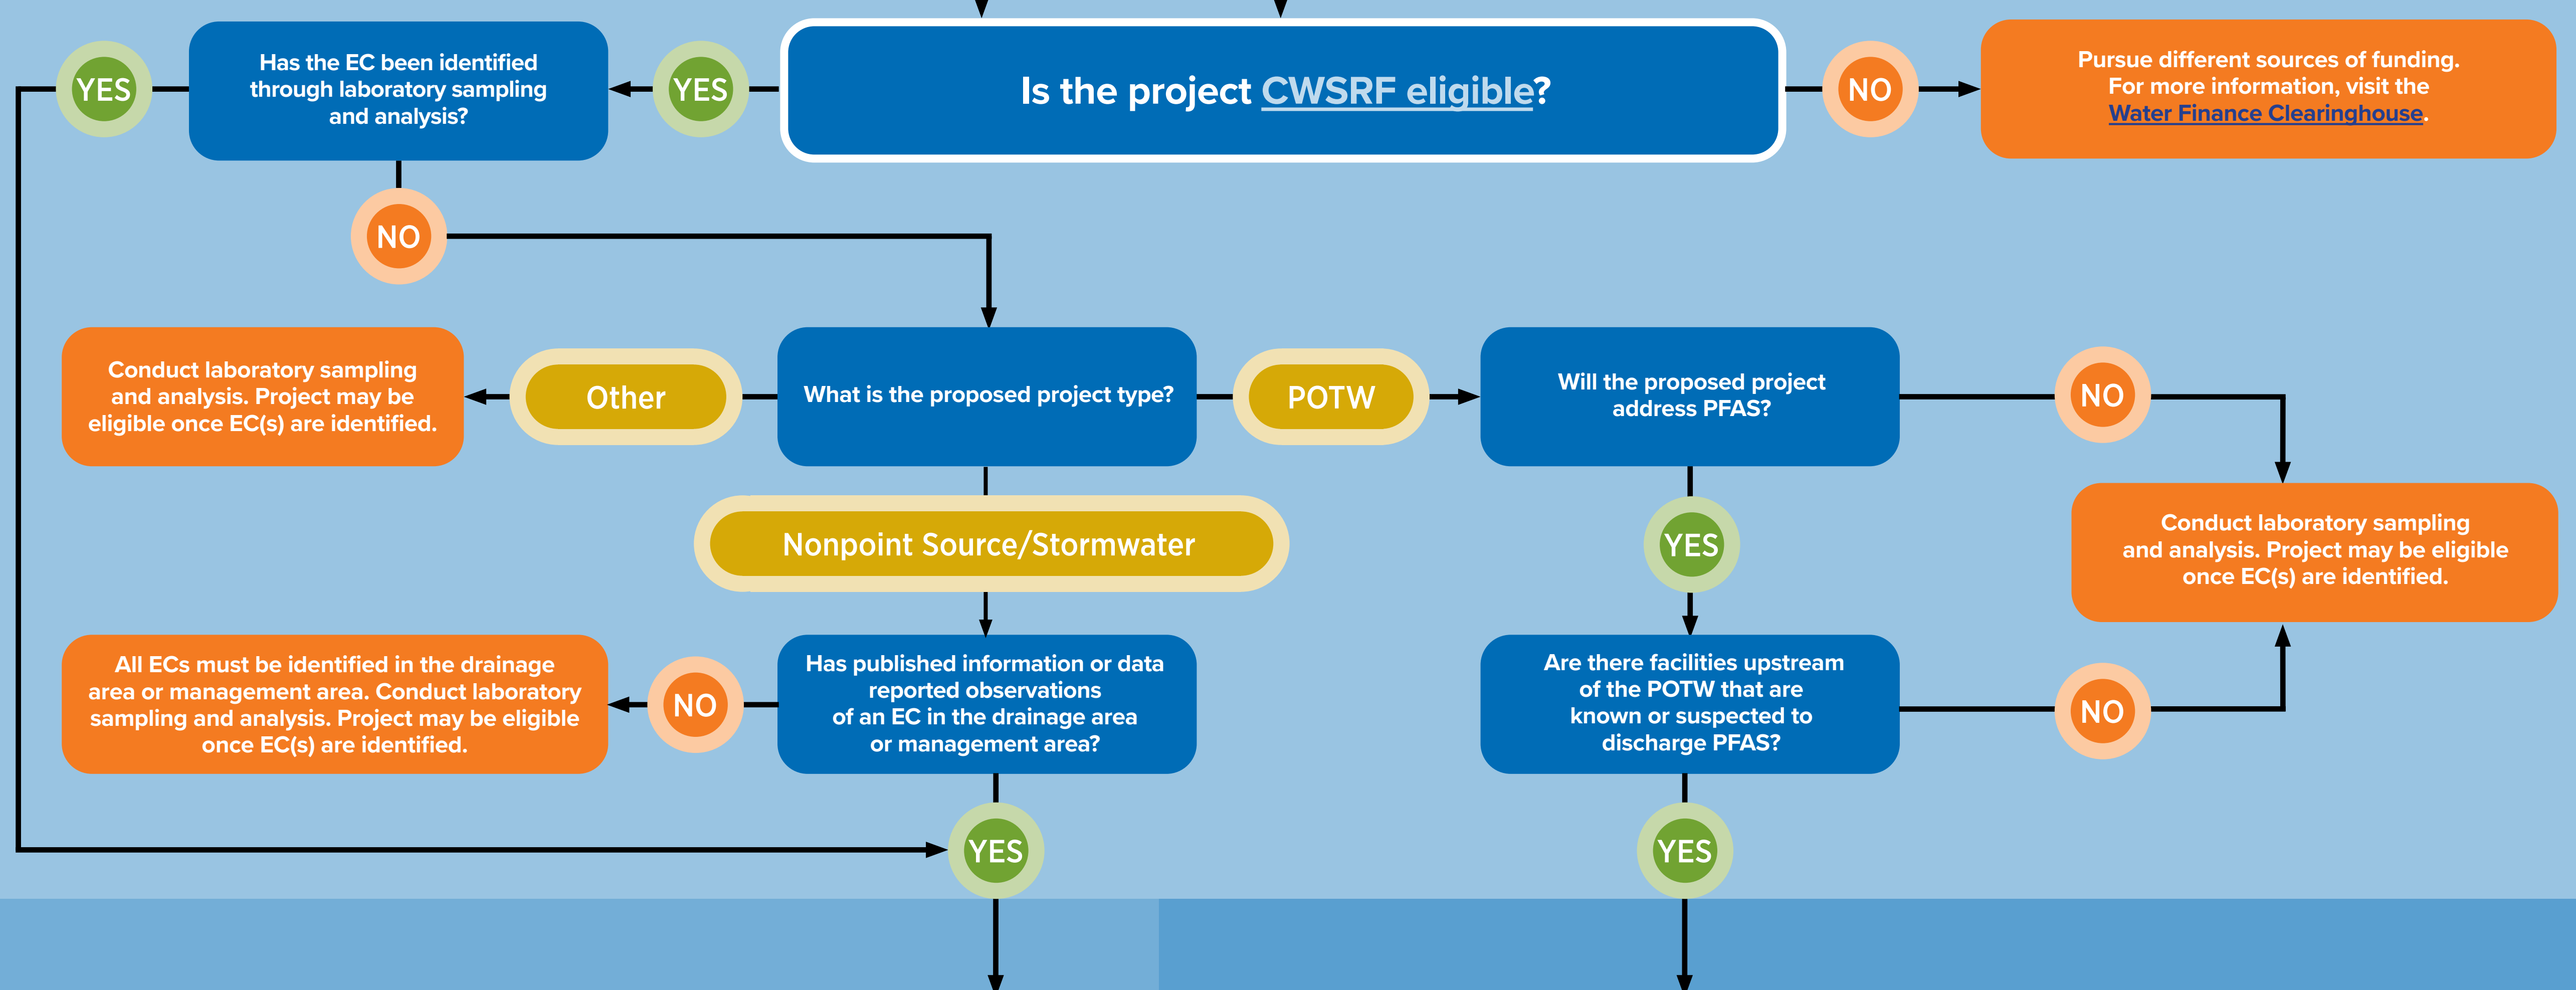 Is the project CWSRF eligible?
YES
Has the EC been identified
through laboratory sampling
and analysis?
YES
NO
Pursue different sources of funding.
For more information, visit the
Water Finance Clearinghouse.
NO
What is the proposed project type?
Other
Conduct laboratory sampling
and analysis. Project may be
eligible once EC(s) are identified.
POTW
Will the proposed project
address PFAS?
NO
Conduct laboratory sampling
and analysis. Project may be eligible
once EC(s) are identified.
Nonpoint Source/Stormwater
YES
Has published information or data
reported observations
of an EC in the drainage area
or management area?
NO
All ECs must be identified in the drainage
area or management area. Conduct laboratory
sampling and analysis. Project may be eligible
once EC(s) are identified.
Are there facilities upstream
of the POTW that are
known or suspected to
discharge PFAS?
NO
YES
YES